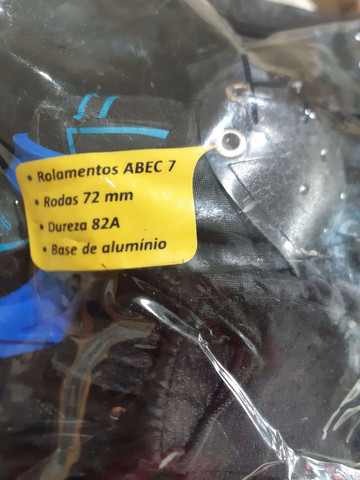 • Rolamentos ABEC 7
• Rodas 72 mm
• Dureza 82A
• Base de alumínio